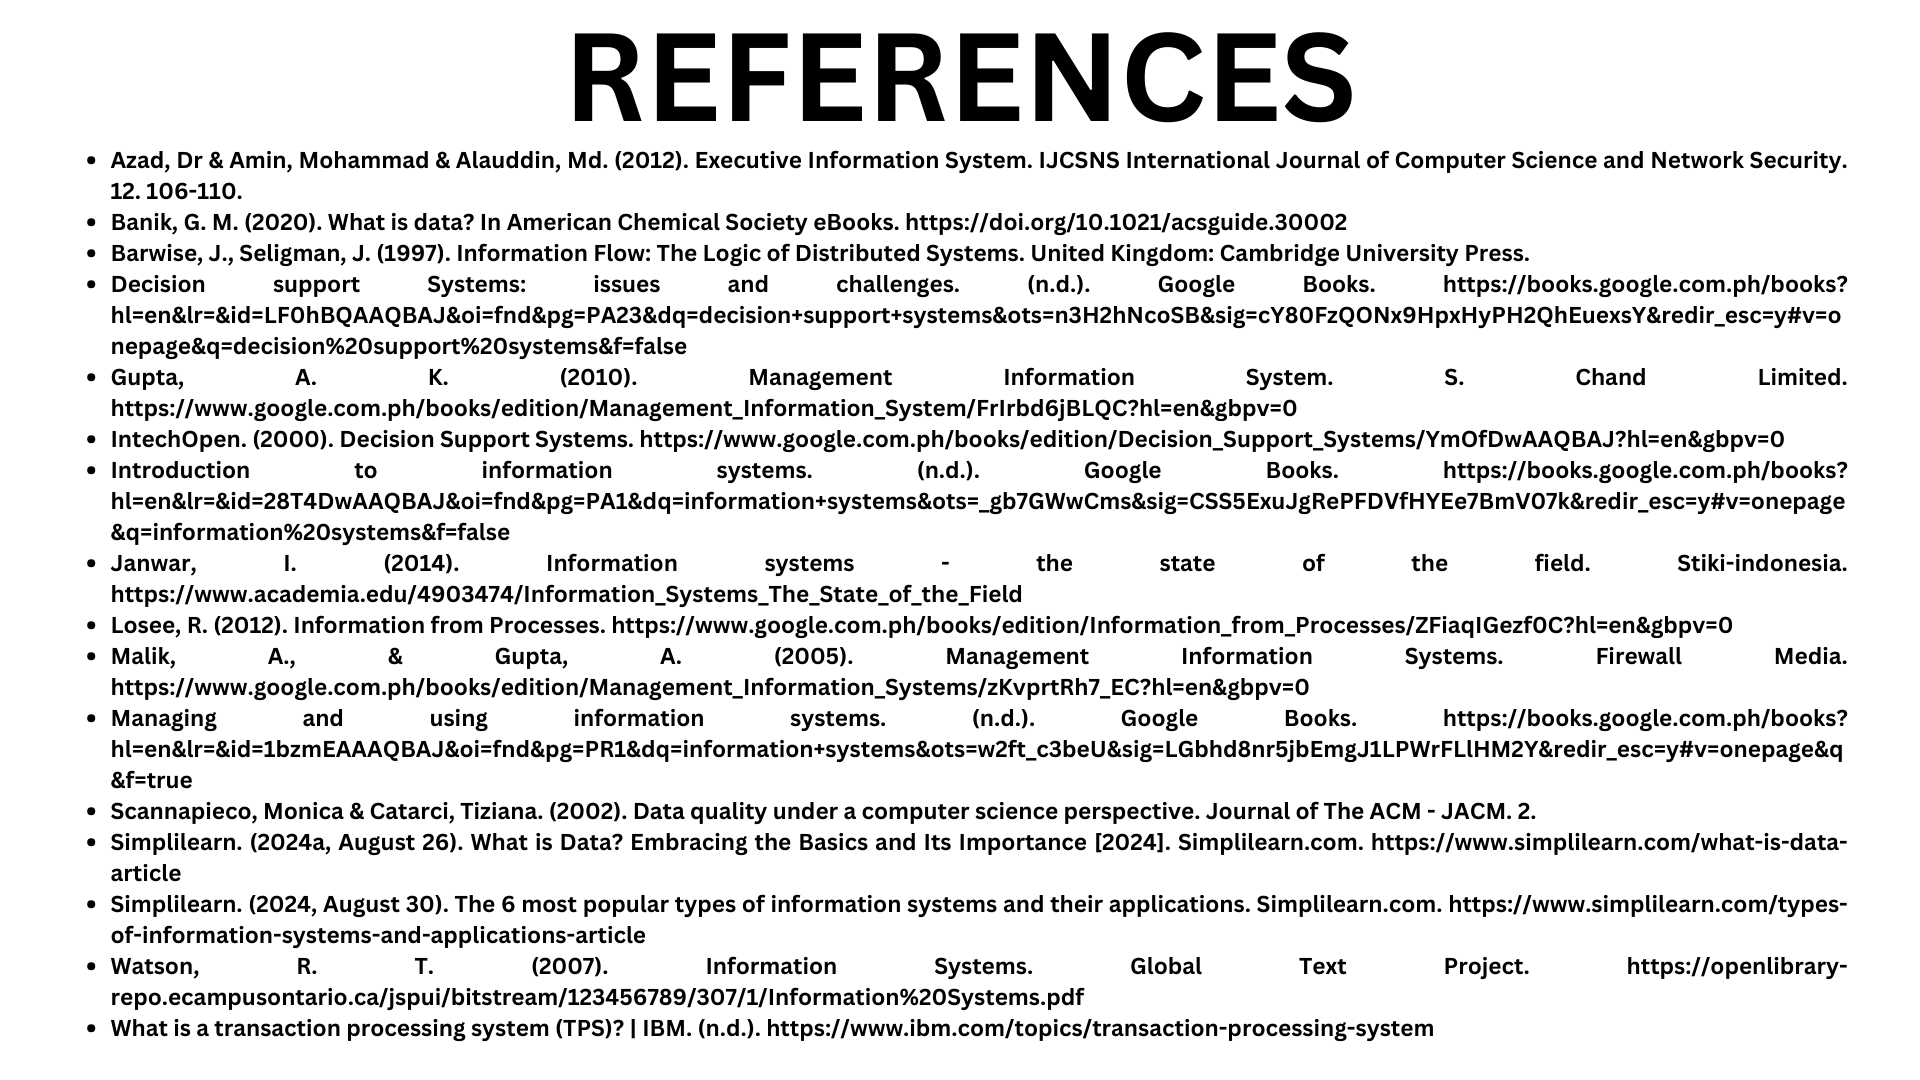 REFERENCES
• Azad, Dr & Amin, Mohammad & Alauddin, Md. (2012). Executive Information System. IJCSNS International Journal of Computer Science and Network Security.
12. 106-110.
• Banik, G. M. (2020). What is data? In American Chemical Society eBooks. https://doi.org/10.1021/acsguide.30002
• Barwise, J., Seligman, J. (1997). Information Flow: The Logic of Distributed Systems. United Kingdom: Cambridge University Press.
• Decision support Systems: issues and challenges. (n.d.). Google Books. https://books.google.com.ph/books?
hl=en&lr=&id=LF0hBQAAQBAJ&oi=fnd&pg=PA23&dq=decision+support+systems&ots=n3H2hNcoSB&sig=cY80FzQONx9HpxHyPH2QhEuexsY&redir_esc=y#v=o
nepage&q=decision%20support%20systems&f=false
• Gupta, A. K. (2010). Management Information System. S. Chand Limited.
https://www.google.com.ph/books/edition/Management_Information_System/FrIrbd6jBLQC?hl=en&gbpv=0
• IntechOpen. (2000). Decision Support Systems. https://www.google.com.ph/books/edition/Decision_Support_Systems/YmOfDwAAQBAJ?hl=en&gbpv=0
• Introduction to information systems. (n.d.). Google Books. https://books.google.com.ph/books?
hl=en&lr=&id=28T4DwAAQBAJ&oi=fnd&pg=PA1&dq=information+systems&ots=_gb7GWwCms&sig=CSS5ExuJgRePFDVfHYEe7BmV07k&redir_esc=y#v=onepage
&q=information%20systems&f=false
• Janwar, I. (2014). Information systems - the state of the field. Stiki-indonesia.
https://www.academia.edu/4903474/Information_Systems_The_State_of_the_Field
• Losee, R. (2012). Information from Processes. https://www.google.com.ph/books/edition/Information_from_Processes/ZFiaqIGezf0C?hl=en&gbpv=0
• Malik, A., & Gupta, A. (2005). Management Information Systems. Firewall Media.
https://www.google.com.ph/books/edition/Management_Information_Systems/zKvprtRh7_EC?hl=en&gbpv=0
• Managing and using information systems. (n.d.). Google Books. https://books.google.com.ph/books?
hl=en&lr=&id=1bzmEAAAQBAJ&oi=fnd&pg=PR1&dq=information+systems&ots=w2ft_c3beU&sig=LGbhd8nr5jbEmgJ1LPWrFLlHM2Y&redir_esc=y#v=onepage&q
&f=true
• Scannapieco, Monica & Catarci, Tiziana. (2002). Data quality under a computer science perspective. Journal of The ACM - JACM. 2.
• Simplilearn. (2024a, August 26). What is Data? Embracing the Basics and Its Importance [2024]. Simplilearn.com. https://www.simplilearn.com/what-is-data-
article
• Simplilearn. (2024, August 30). The 6 most popular types of information systems and their applications. Simplilearn.com. https://www.simplilearn.com/types-
of-information-systems-and-applications-article
• Watson, R. T. (2007). Information Systems. Global Text Project. https://openlibrary-
repo.ecampusontario.ca/jspui/bitstream/123456789/307/1/Information%20Systems.pdf
• What is a transaction processing system (TPS)? | IBM. (n.d.). https://www.ibm.com/topics/transaction-processing-system